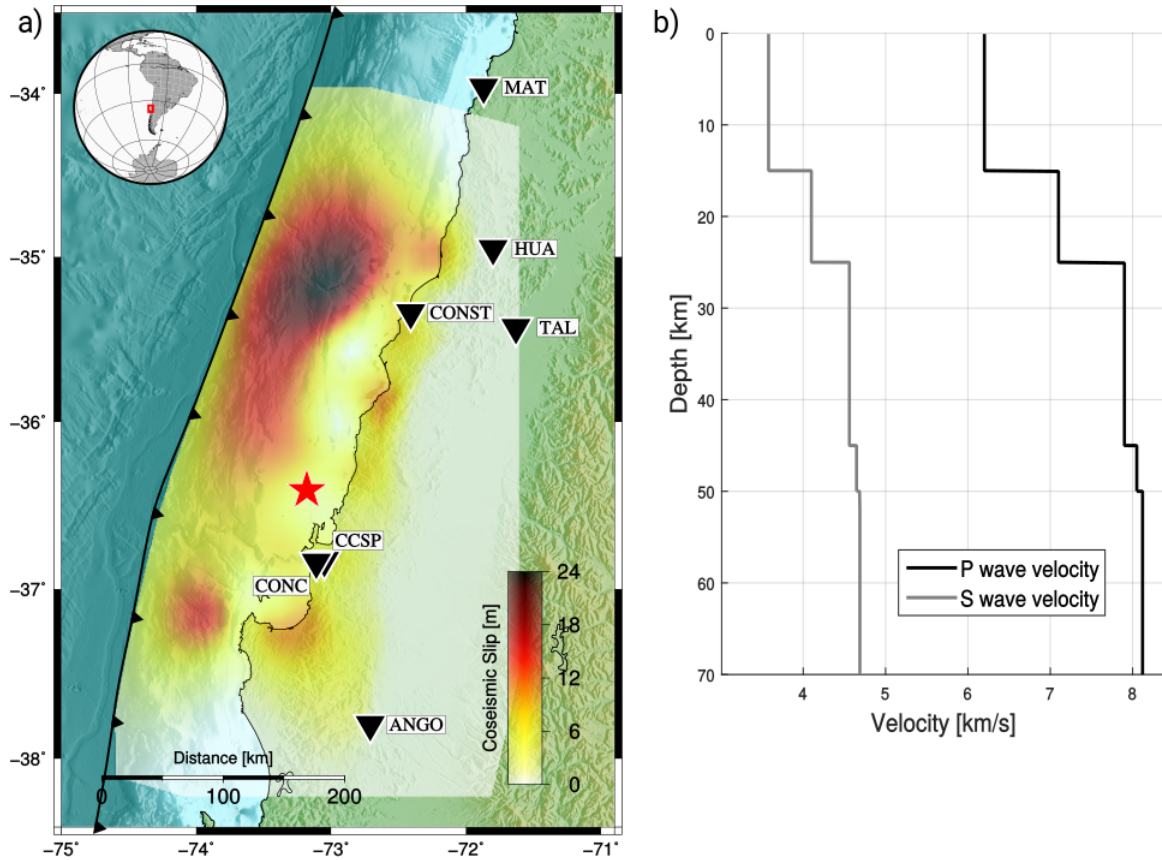 a)
−34˚
−35˚
−36˚
−37˚
−38˚
−75˚
−74˚
−73˚
−72˚
−71˚
MAT
HUA
CONST
TAL
CCSP
CONC
ANGO
Coseismic Slip [m]
24
18
12
6
0
Distance [km]
0
100
200
b)
0
10
20
30
40
50
60
70
Depth [km]
4
5
6
7
8
Velocity [km/s]
P wave velocity
S wave velocity